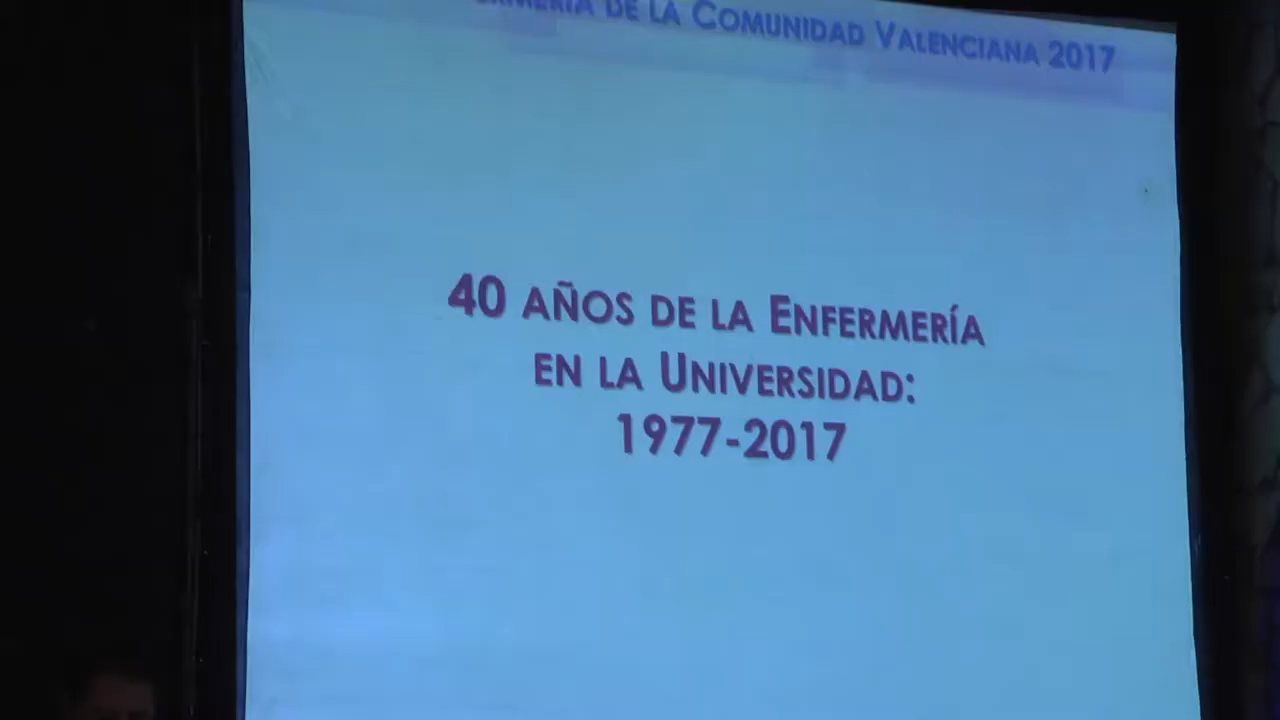 DE LA COMUNIDAD VALENCIANA 2017
40 AÑOS DE LA ENFERMERÍA
EN LA UNIVERSIDAD:
1977-2017